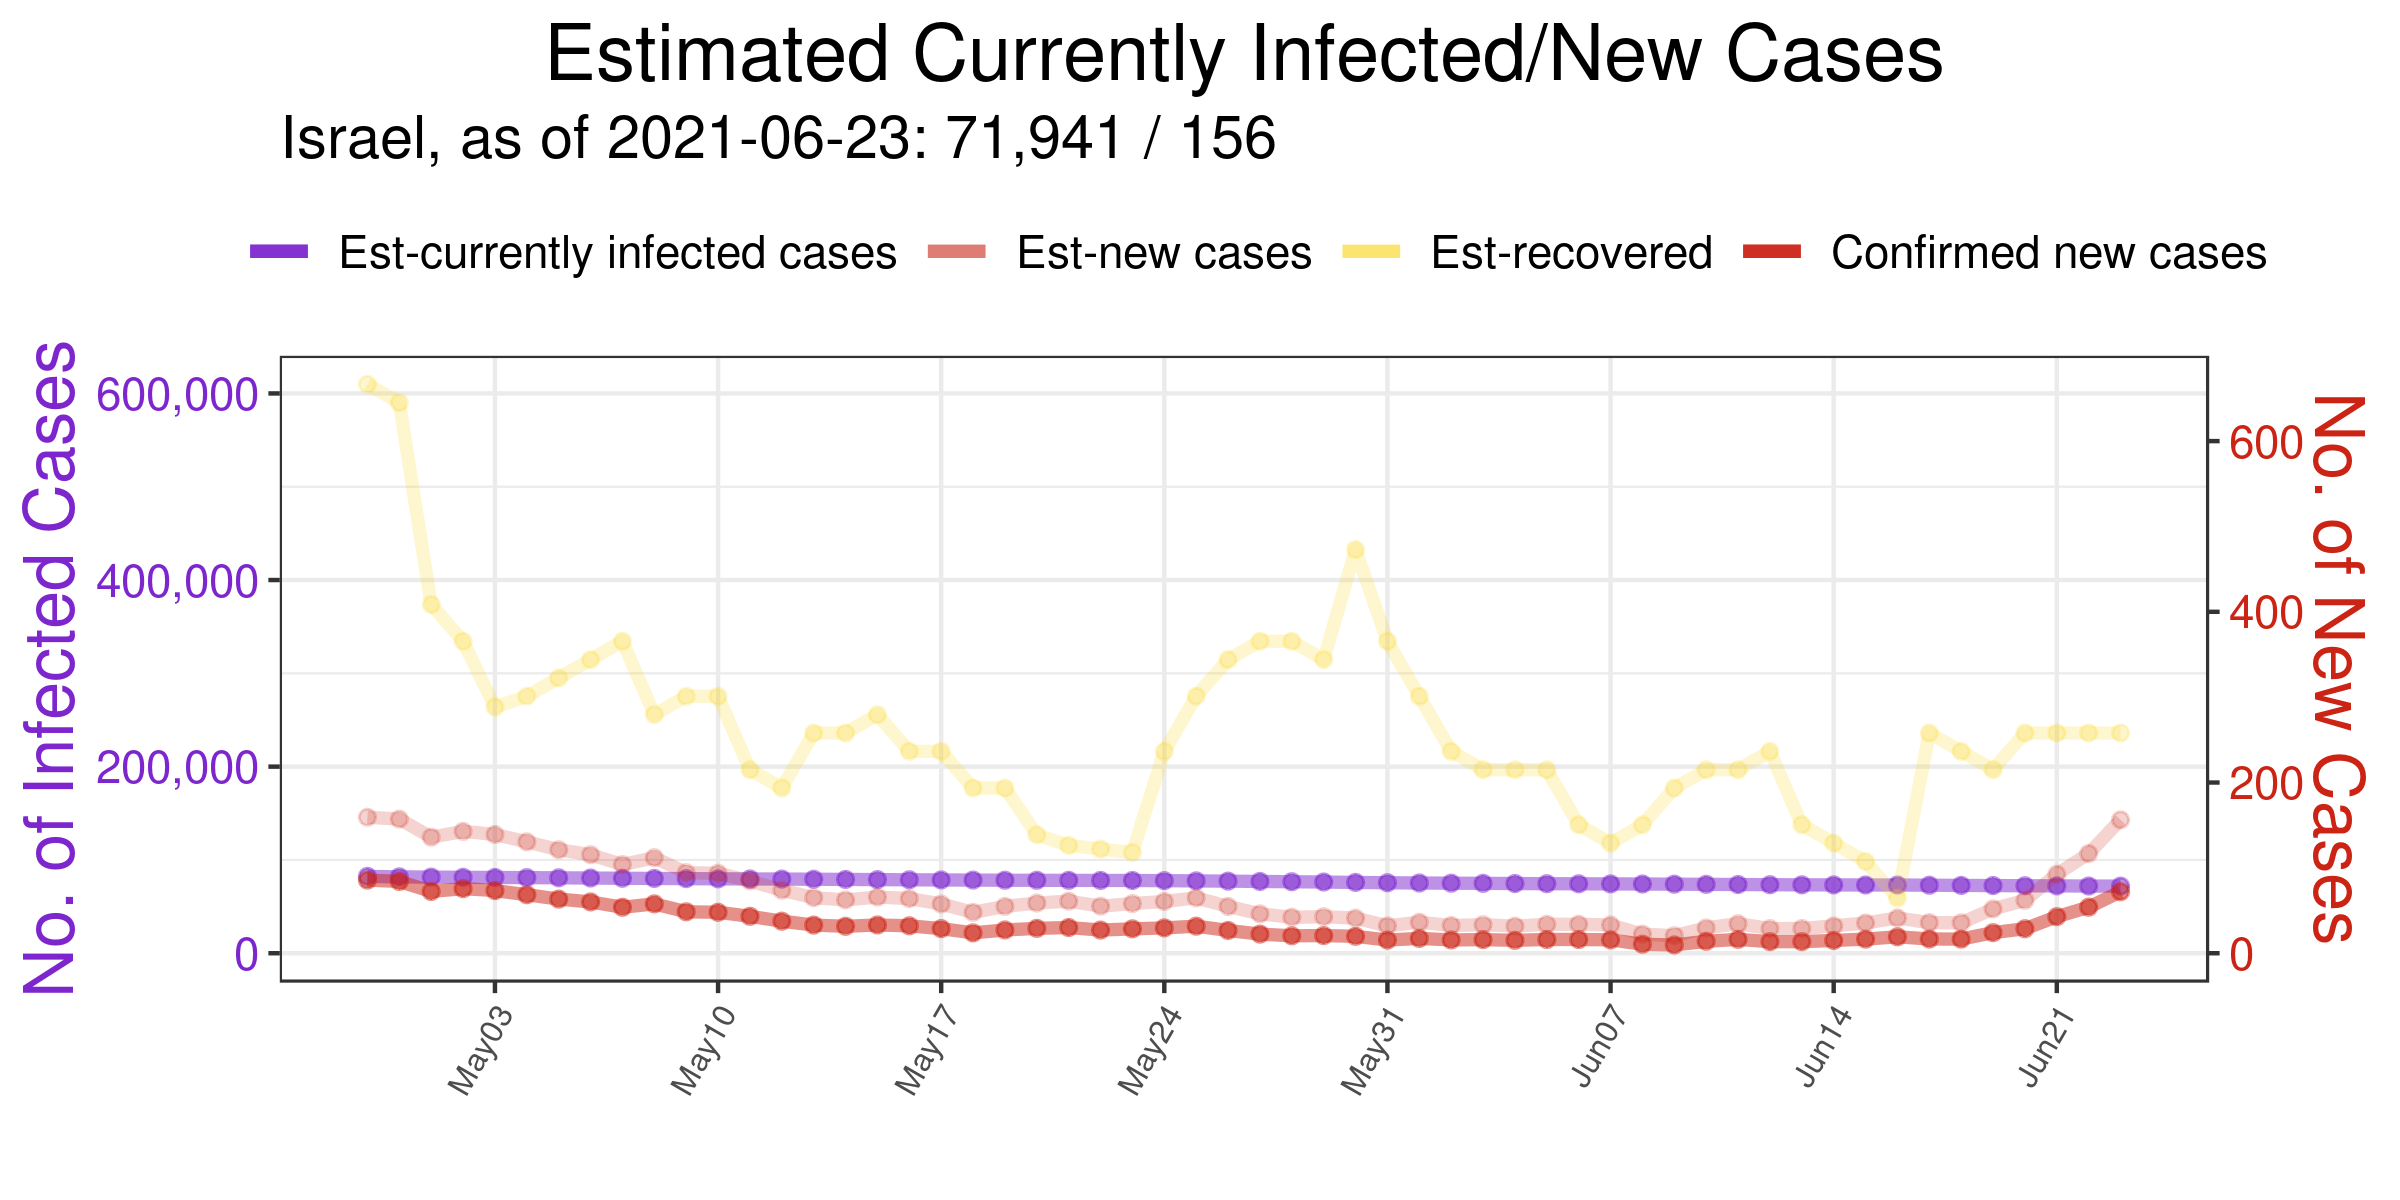 Estimated Currently Infected/New Cases
Israel, as of 2021-06-23: 71,941 / 156
Est-currently infected cases Est-new cases Est-recovered Confirmed new cases
No. of Infected Cases
600,000
400,000
200,000
0
600
400
200
0
No. of New Cases
May03 May10 May17 May24 May31 Jun07 Jun14 Jun21